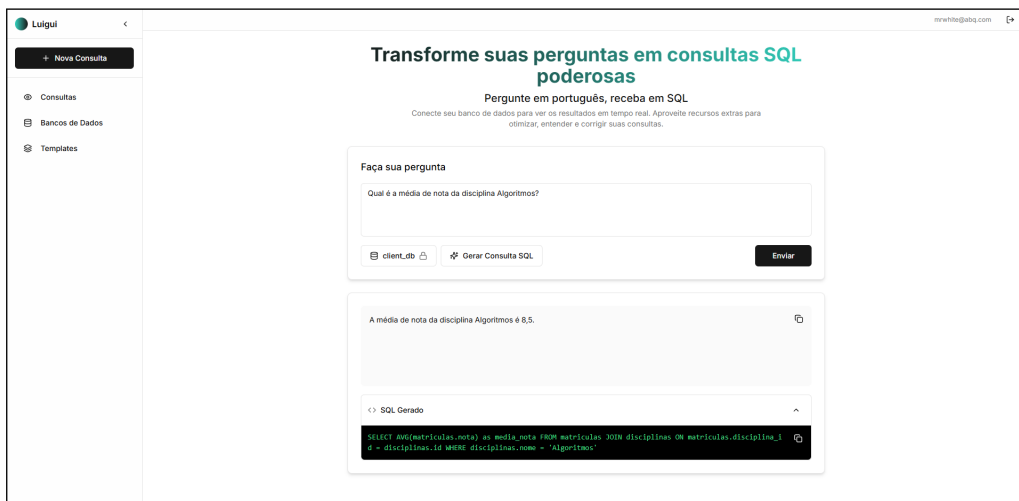 Luigui
mrwhite@abq.com
+ Nova Consulta
Consultas
Bancos de Dados
Templates
Transforme suas perguntas em consultas SQL
poderosas
Pergunte em português, receba em SQL
Conecte seu banco de dados para ver os resultados em tempo real. Aproveite recursos extras para
otimizar, entender e corrigir suas consultas.
Faça sua pergunta
Qual é a média de nota da disciplina Algoritmos?
client_db
Gerar Consulta SQL
Enviar
A média de nota da disciplina Algoritmos é 8,5.
<> SQL Gerado
SELECT AVG(matriculas.nota) as media_nota FROM matriculas JOIN disciplinas ON matriculas.disciplina_i
d = disciplinas.id WHERE disciplinas.nome = 'Algoritmos'